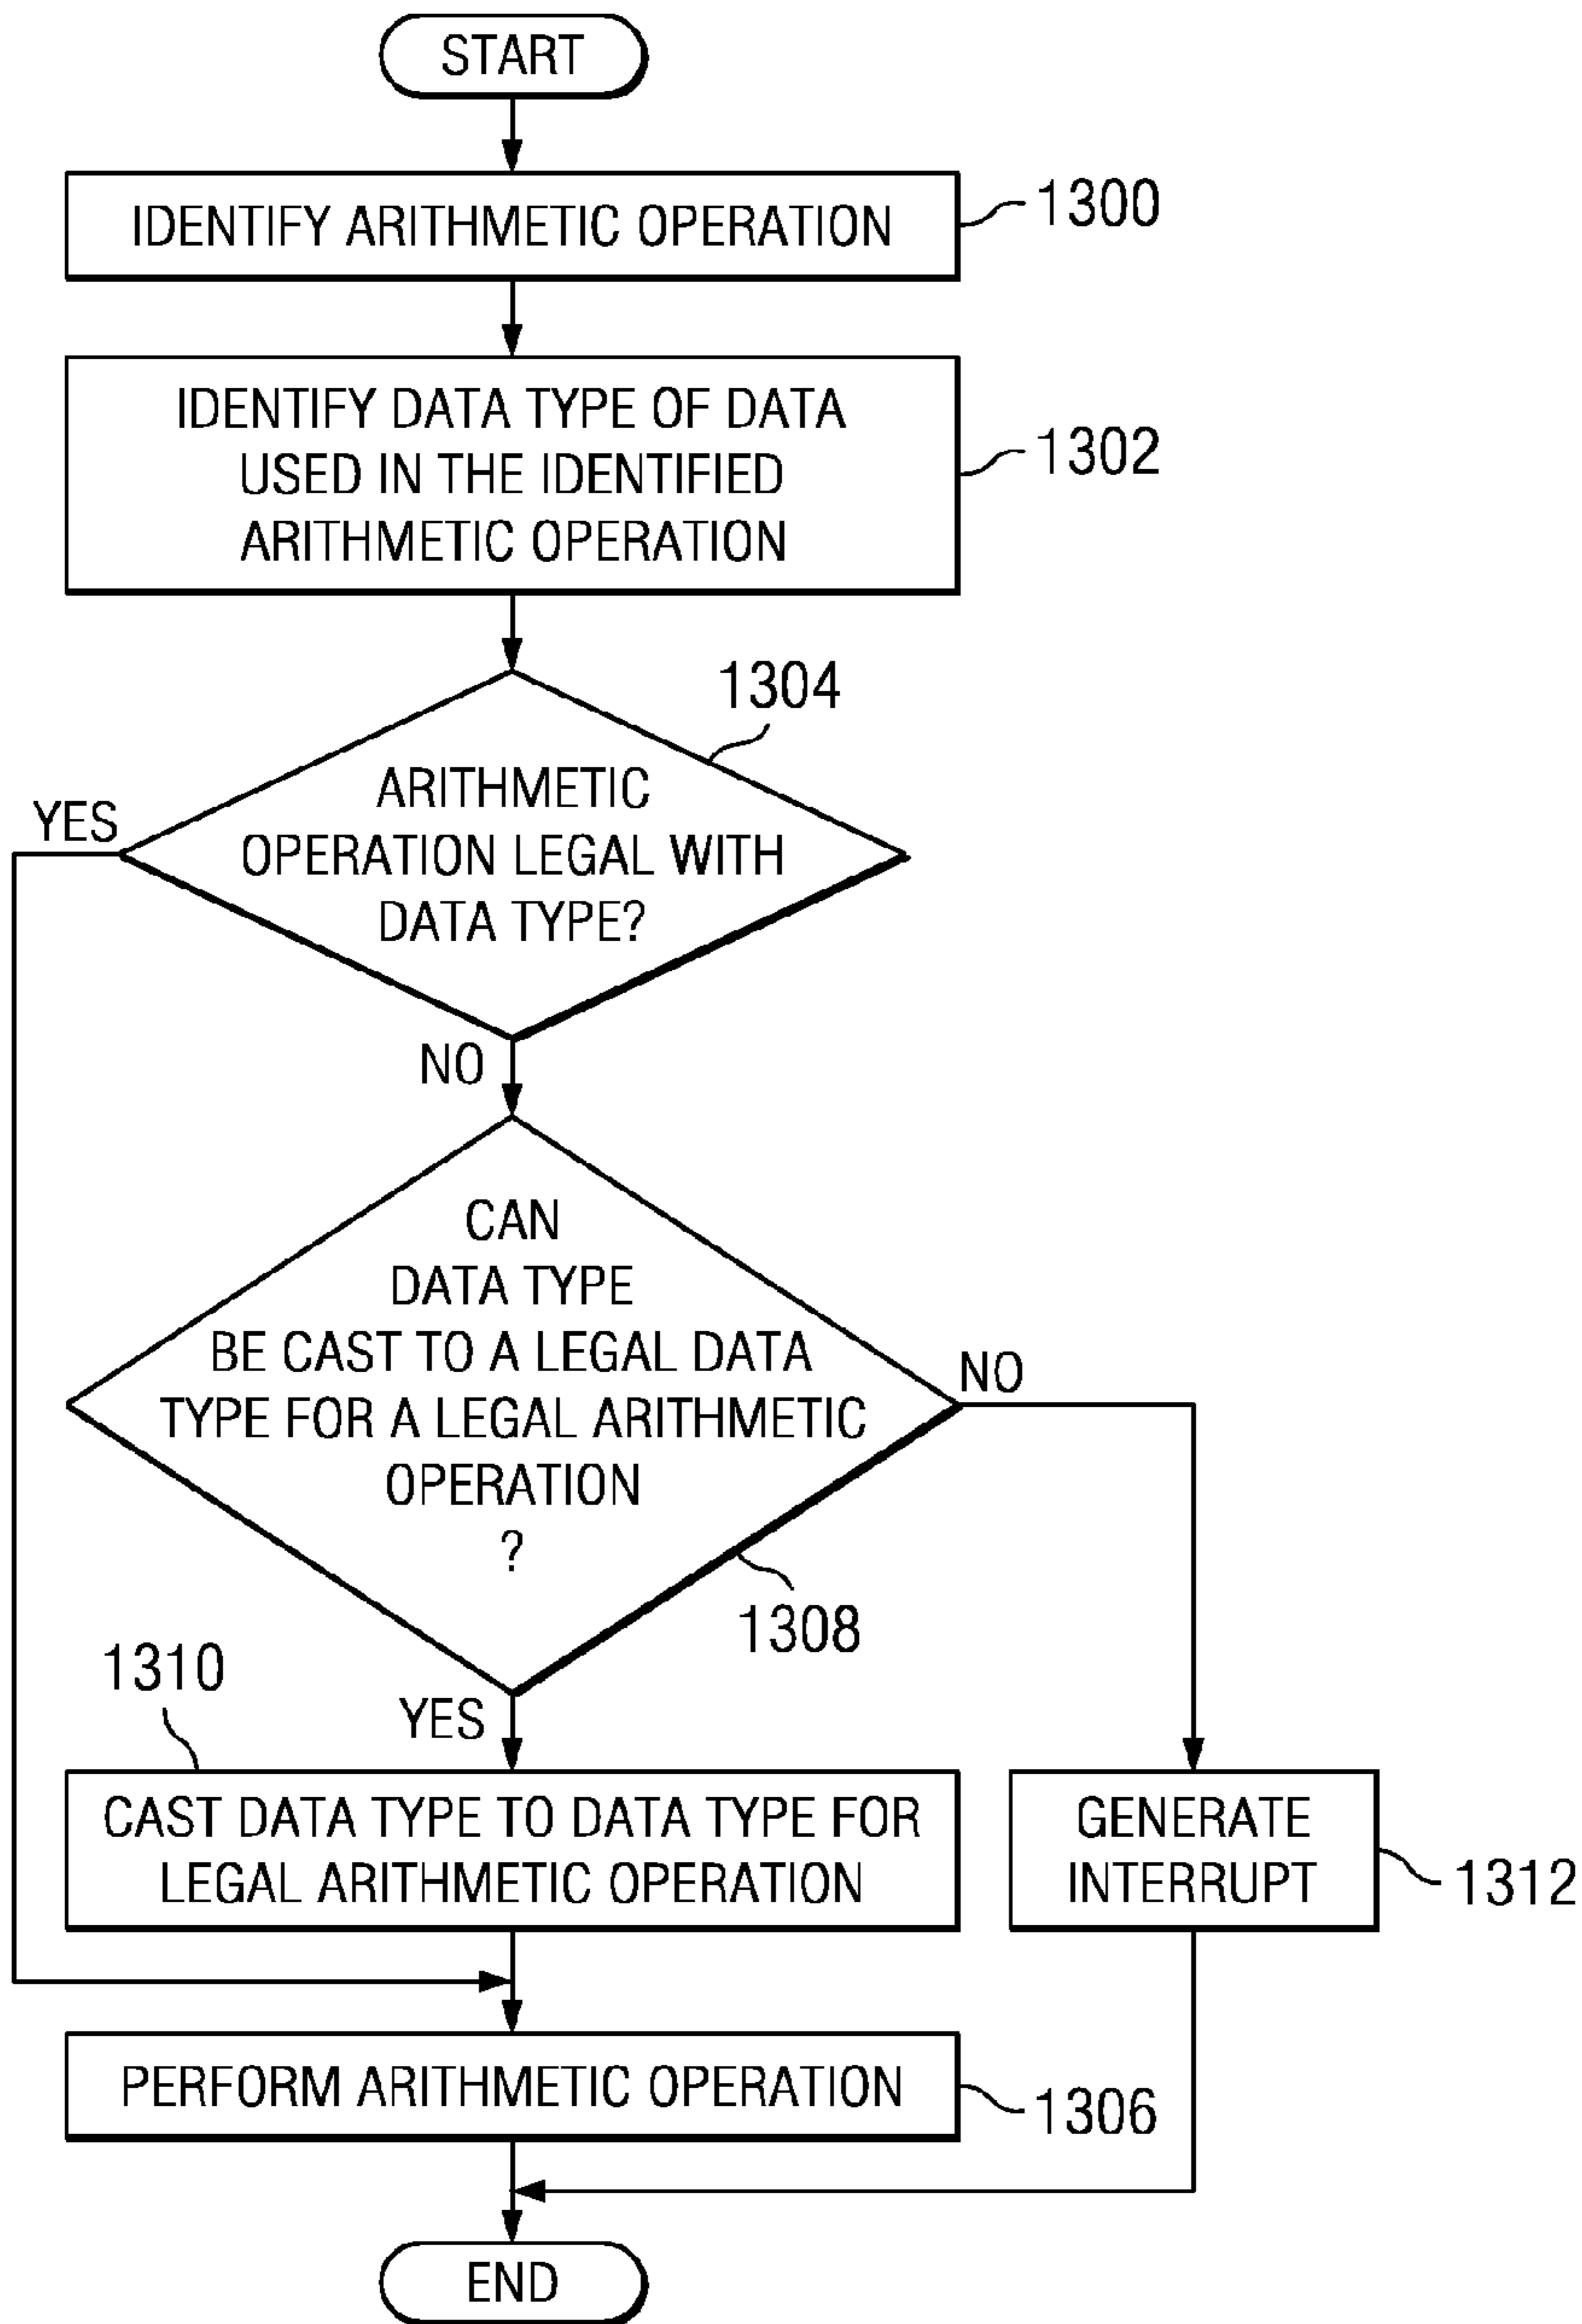 START
IDENTIFY ARITHMETIC OPERATION
1300
IDENTIFY DATA TYPE OF DATA
USED IN THE IDENTIFIED
ARITHMETIC OPERATION
1302
1304
ARITHMETIC
OPERATION LEGAL WITH
DATA TYPE?
YES
NO
CAN
DATA TYPE
BE CAST TO A LEGAL DATA
TYPE FOR A LEGAL ARITHMETIC
OPERATION
?
NO
1308
1310
YES
CAST DATA TYPE TO DATA TYPE FOR
LEGAL ARITHMETIC OPERATION
GENERATE
INTERRUPT
1312
PERFORM ARITHMETIC OPERATION
1306
END